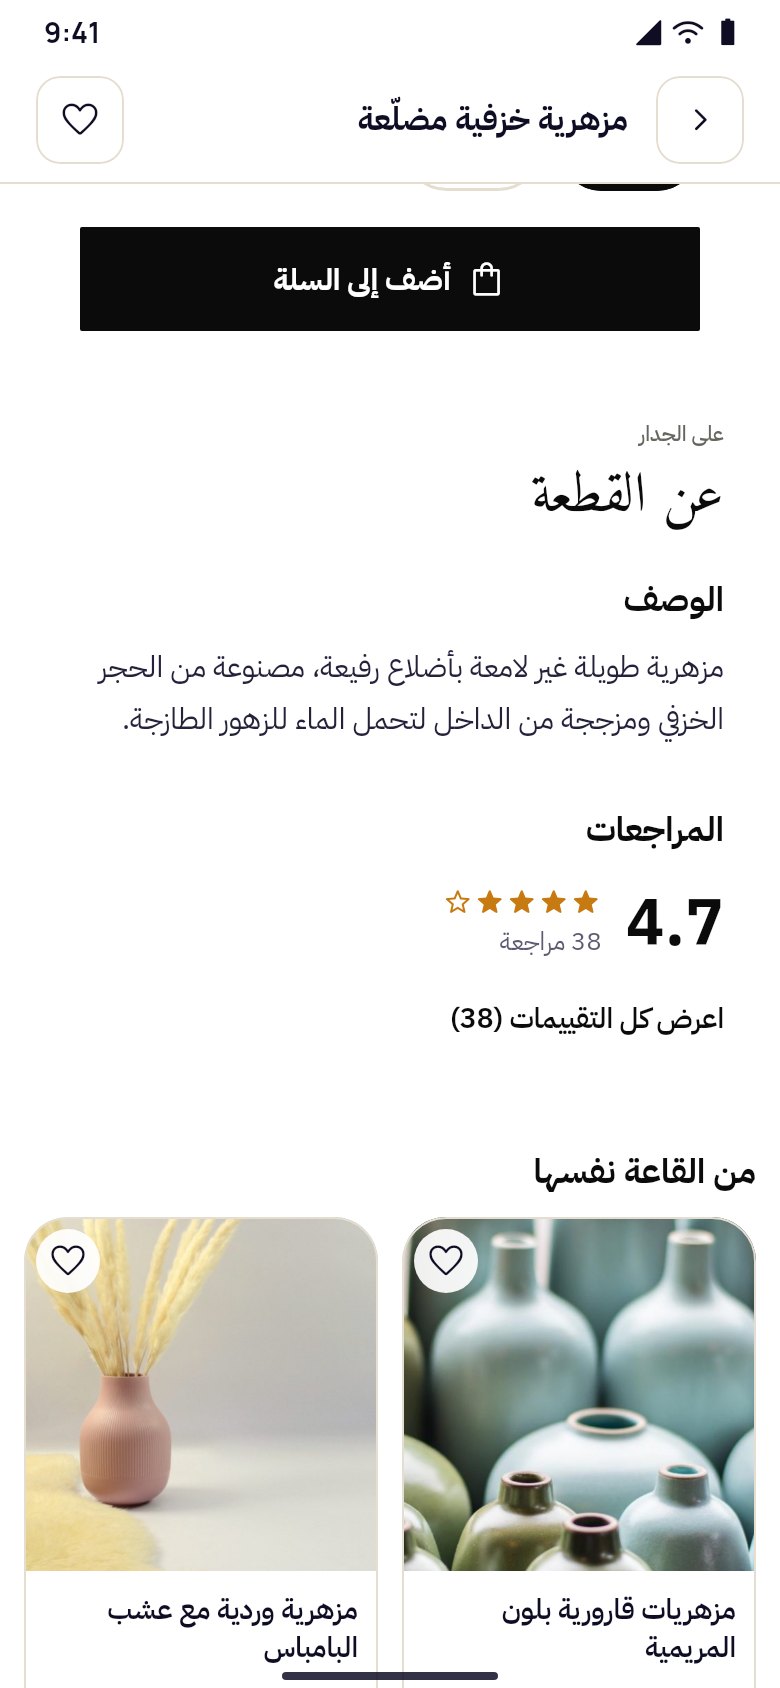 9:41
مزهرية خزفية مضلّعة
أضف إلى السلة
على الجدار
عن القطعة
الوصف
مزهرية طويلة غير لامعة بأضلاع رفيعة، مصنوعة من الحجر
الخزفي ومزججة من الداخل لتحمل الماء للزهور الطازجة.
المراجعات
4.7
38 مراجعة
اعرض كل التقييمات (38)
من القاعة نفسها
مزهريات قارورية بلون
المريمية
مزهرية وردية مع عشب
البامباس